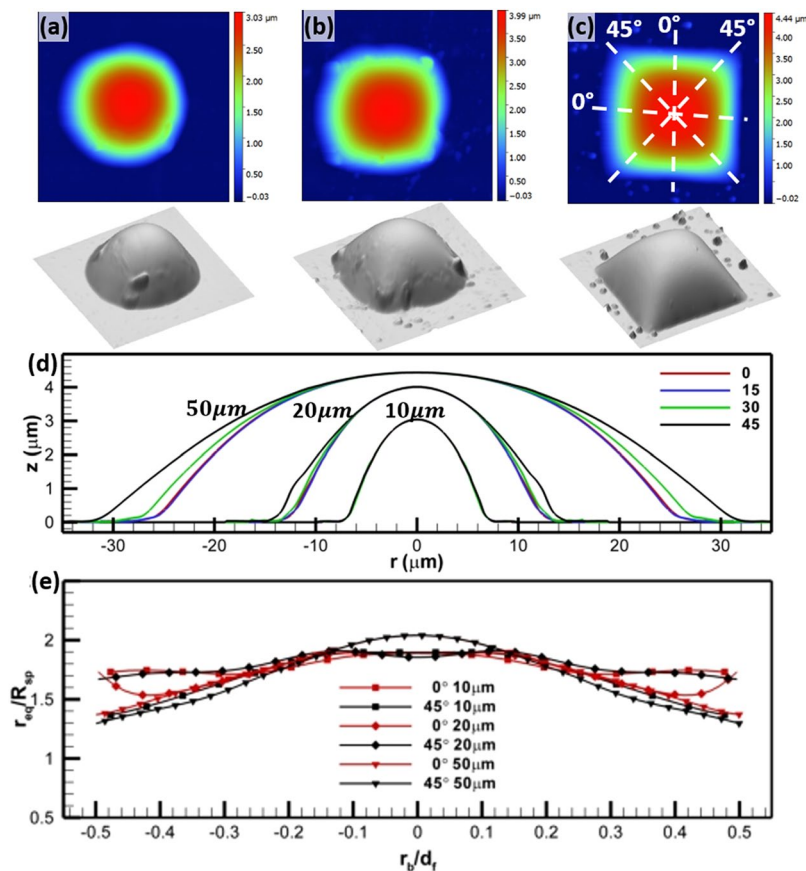 (a)
3.03 µm
2.50
2.00
1.50
1.00
0.50
−0.03
(b)
3.99 µm
3.50
3.00
2.50
2.00
1.50
1.00
0.50
−0.03
(c)
45° 0° 45°
0°
4.44 µm
4.00
3.50
3.00
2.50
2.00
1.50
1.00
−0.02
(d)
z (µm)
4
3
2
1
0
50µm 20µm 10µm
0
15
30
45
-30 -20 -10 0 10 20 30
r (µm)
(e)
r_eq/R_sp
2
1.5
1
0.5
0° 10µm
45° 10µm
0° 20µm
45° 20µm
0° 50µm
45° 50µm
-0.5 -0.4 -0.3 -0.2 -0.1 0 0.1 0.2 0.3 0.4 0.5
r_b/d_f